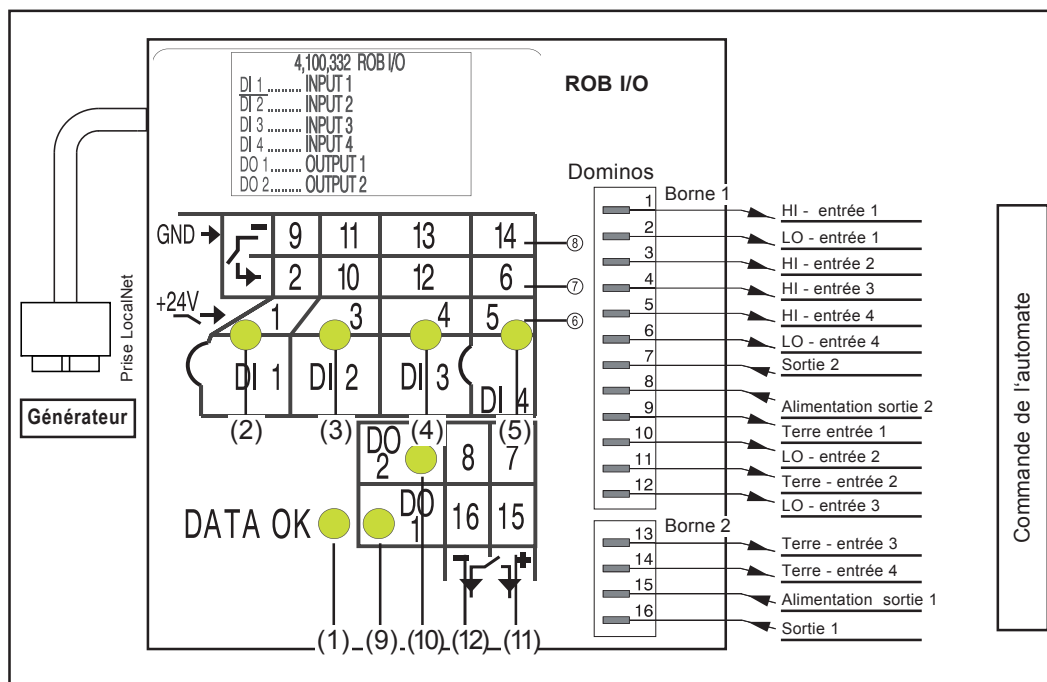 4,100,332 ROB I/O
DI 1 ......... INPUT 1
DI 2 ......... INPUT 2
DI 3 ......... INPUT 3
DI 4 ......... INPUT 4
DO 1......... OUTPUT 1
DO 2......... OUTPUT 2
ROB I/O
Prise LocalNet
Générateur
GND
9 11 13 14 ⑧
2 10 12 6 ⑦
+24V
1 3 4 5 ⑥
DI 1 DI 2 DI 3 DI 4
(2) (3) (4) (5)
DO 2 8 7
DATA OK DO 1 16 15
- +
(1) (9) (10) (12) (11)
Dominos
Borne 1
1 HI - entrée 1
2 LO - entrée 1
3 HI - entrée 2
4 HI - entrée 3
5 HI - entrée 4
6 LO - entrée 4
7 Sortie 2
8 Alimentation sortie 2
9 Terre entrée 1
10 LO - entrée 2
11 Terre - entrée 2
12 LO - entrée 3
Borne 2
13 Terre - entrée 3
14 Terre - entrée 4
15 Alimentation sortie 1
16 Sortie 1
Commande de l'automate